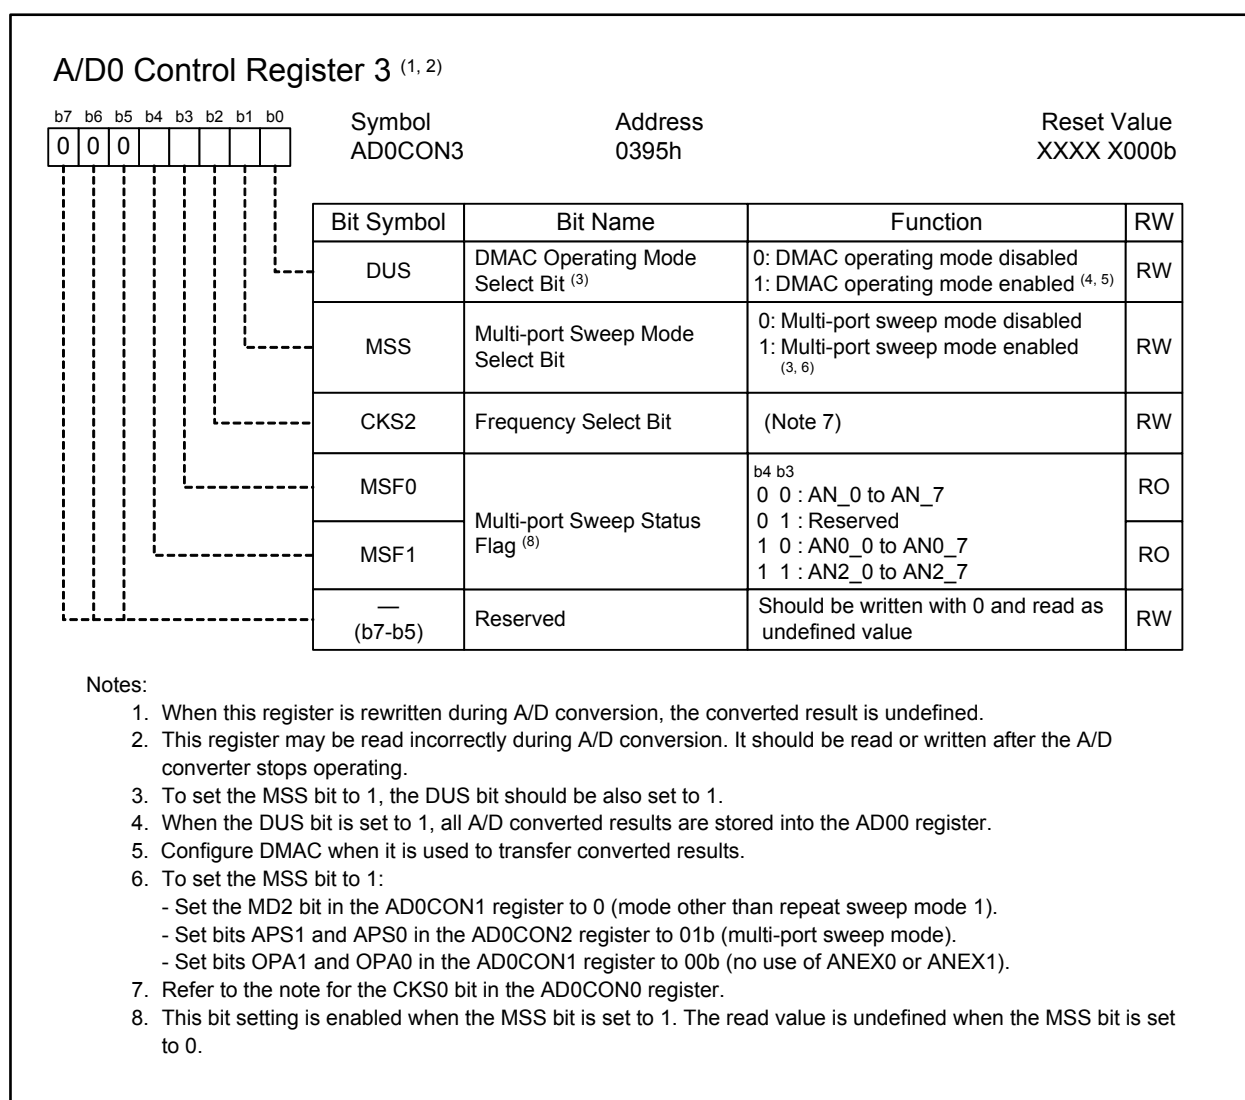 A/D0 Control Register 3 (1, 2)
b7 b6 b5 b4 b3 b2 b1 b0
0 0 0
Symbol Address Reset Value
AD0CON3 0395h XXXX X000b
Bit Symbol Bit Name Function RW
DUS
DMAC Operating Mode
Select Bit (3)
0: DMAC operating mode disabled
1: DMAC operating mode enabled (4, 5)
RW
MSS
Multi-port Sweep Mode
Select Bit
0: Multi-port sweep mode disabled
1: Multi-port sweep mode enabled
(3, 6)
RW
CKS2 Frequency Select Bit (Note 7) RW
MSF0
MSF1
Multi-port Sweep Status
Flag (8)
b4 b3
0 0 : AN_0 to AN_7
0 1 : Reserved
1 0 : AN0_0 to AN0_7
1 1 : AN2_0 to AN2_7
RO
RO
—
(b7-b5)
Reserved
Should be written with 0 and read as
undefined value
RW
Notes:
1. When this register is rewritten during A/D conversion, the converted result is undefined.
2. This register may be read incorrectly during A/D conversion. It should be read or written after the A/D
converter stops operating.
3. To set the MSS bit to 1, the DUS bit should be also set to 1.
4. When the DUS bit is set to 1, all A/D converted results are stored into the AD00 register.
5. Configure DMAC when it is used to transfer converted results.
6. To set the MSS bit to 1:
- Set the MD2 bit in the AD0CON1 register to 0 (mode other than repeat sweep mode 1).
- Set bits APS1 and APS0 in the AD0CON2 register to 01b (multi-port sweep mode).
- Set bits OPA1 and OPA0 in the AD0CON1 register to 00b (no use of ANEX0 or ANEX1).
7. Refer to the note for the CKS0 bit in the AD0CON0 register.
8. This bit setting is enabled when the MSS bit is set to 1. The read value is undefined when the MSS bit is set
to 0.